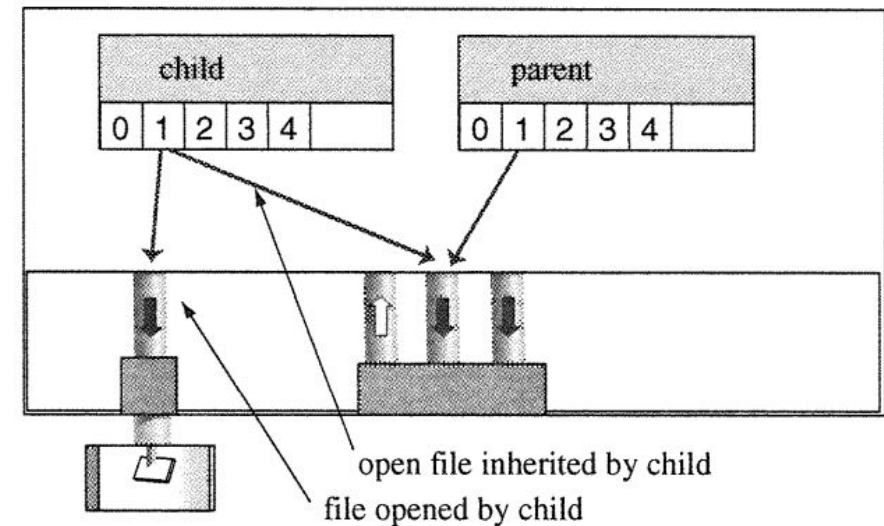 child
0 1 2 3 4
parent
0 1 2 3 4
open file inherited by child
file opened by child